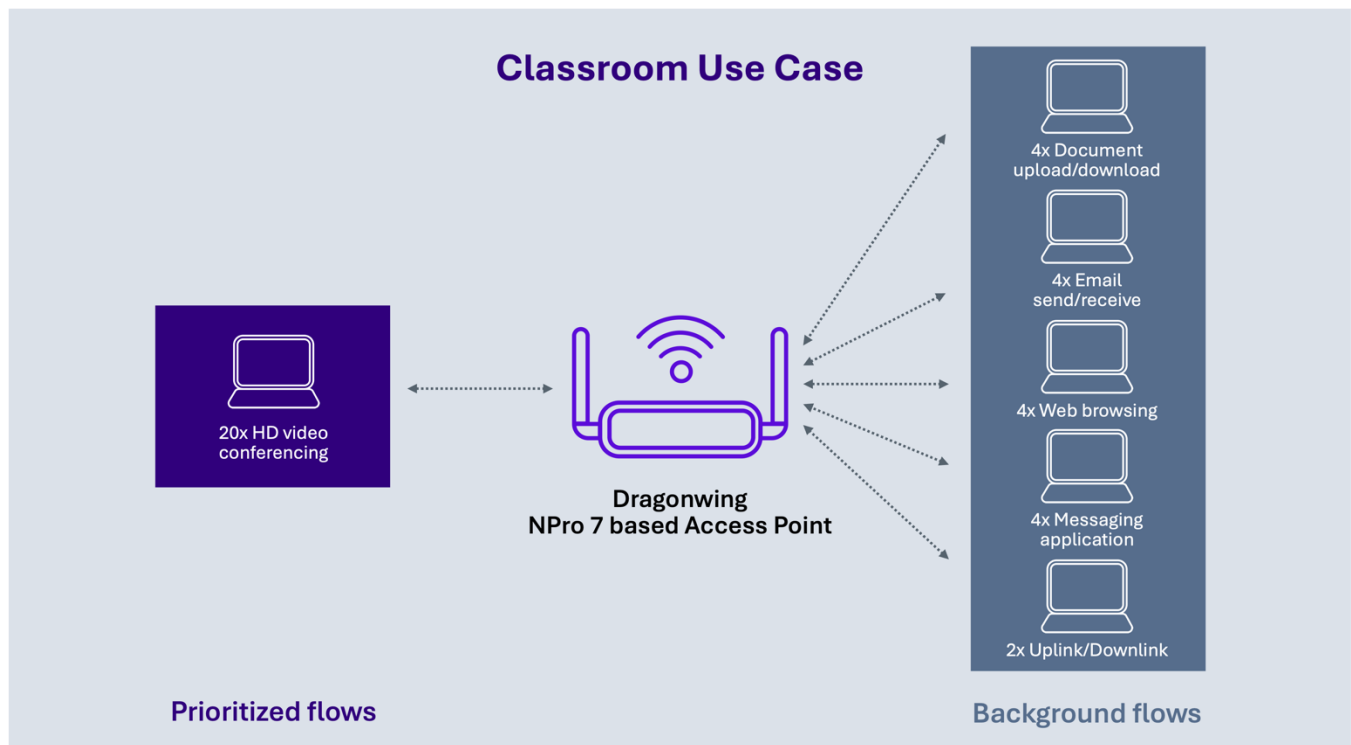 Classroom Use Case
20x HD video
conferencing
Prioritized flows
Dragonwing
NPro 7 based Access Point
4x Document
upload/download
4x Email
send/receive
4x Web browsing
4x Messaging
application
2x Uplink/Downlink
Background flows